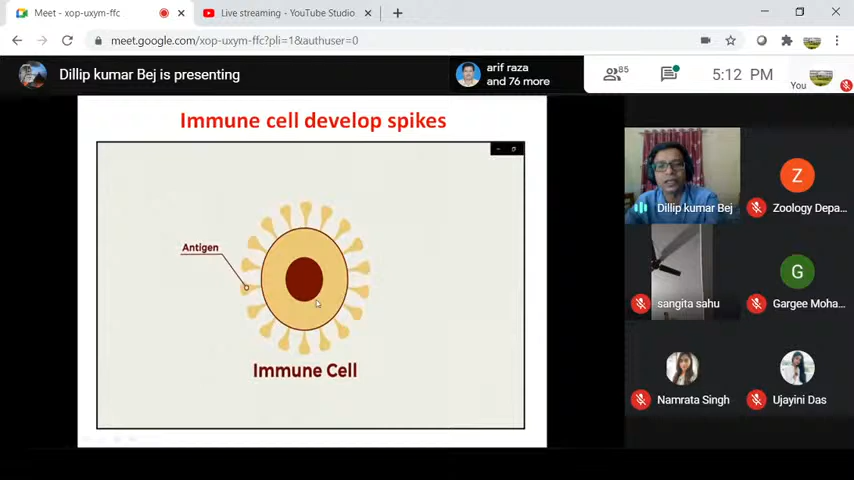 Meet - xop-uxym-ffc
Live streaming - YouTube Studio
meet.google.com/xop-uxym-ffc?pli=1&authuser=0
Dillip kumar Bej is presenting
arif raza
and 76 more
85
5:12 PM
You
Immune cell develop spikes
Antigen
Immune Cell
Dillip kumar Bej
Z
Zoology Depa...
sangita sahu
G
Gargee Moha...
Namrata Singh
Ujayini Das